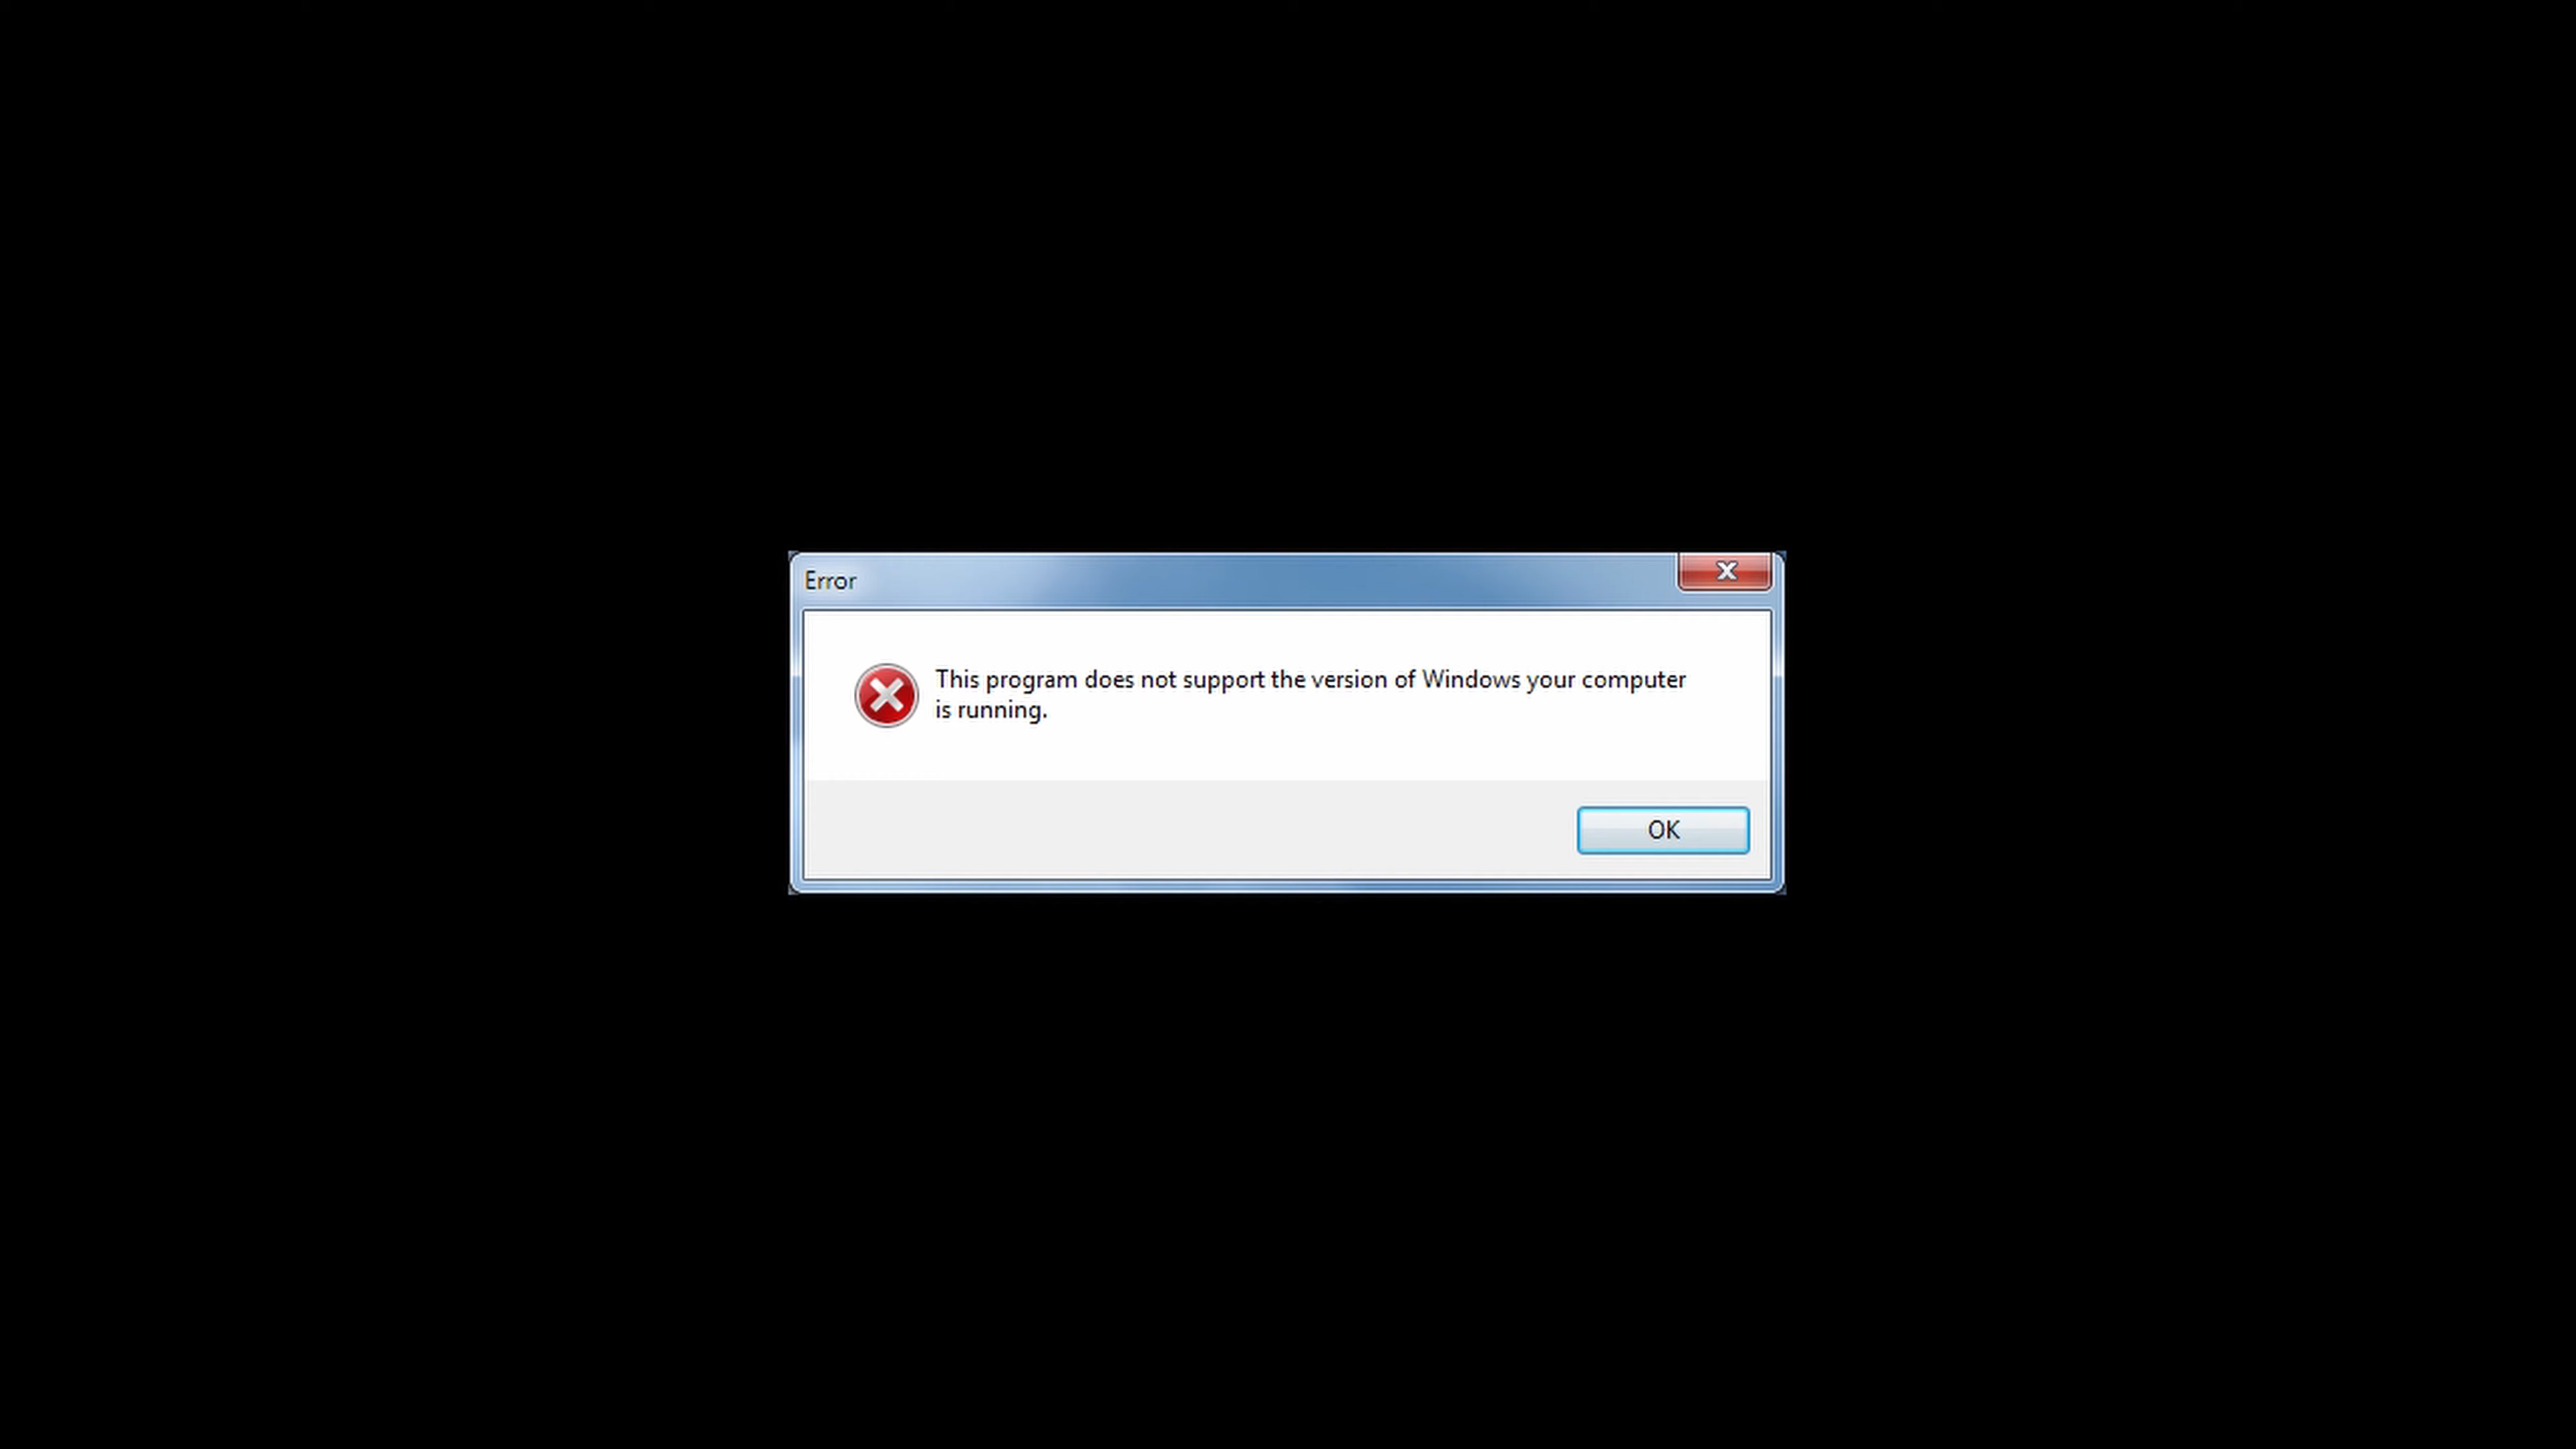 Error
This program does not support the version of Windows your computer
is running.
OK